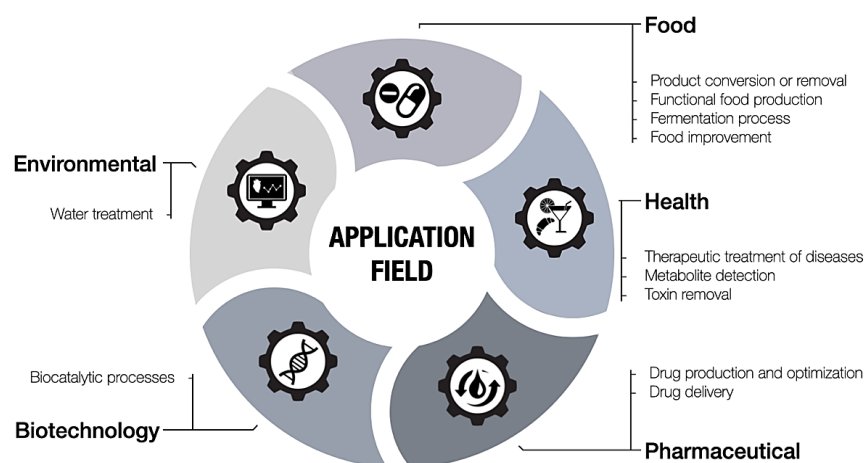 Food
Product conversion or removal
Functional food production
Fermentation process
Food improvement
Health
Therapeutic treatment of diseases
Metabolite detection
Toxin removal
Drug production and optimization
Drug delivery
Pharmaceutical
Biocatalytic processes
Biotechnology
Environmental
Water treatment
APPLICATION
FIELD